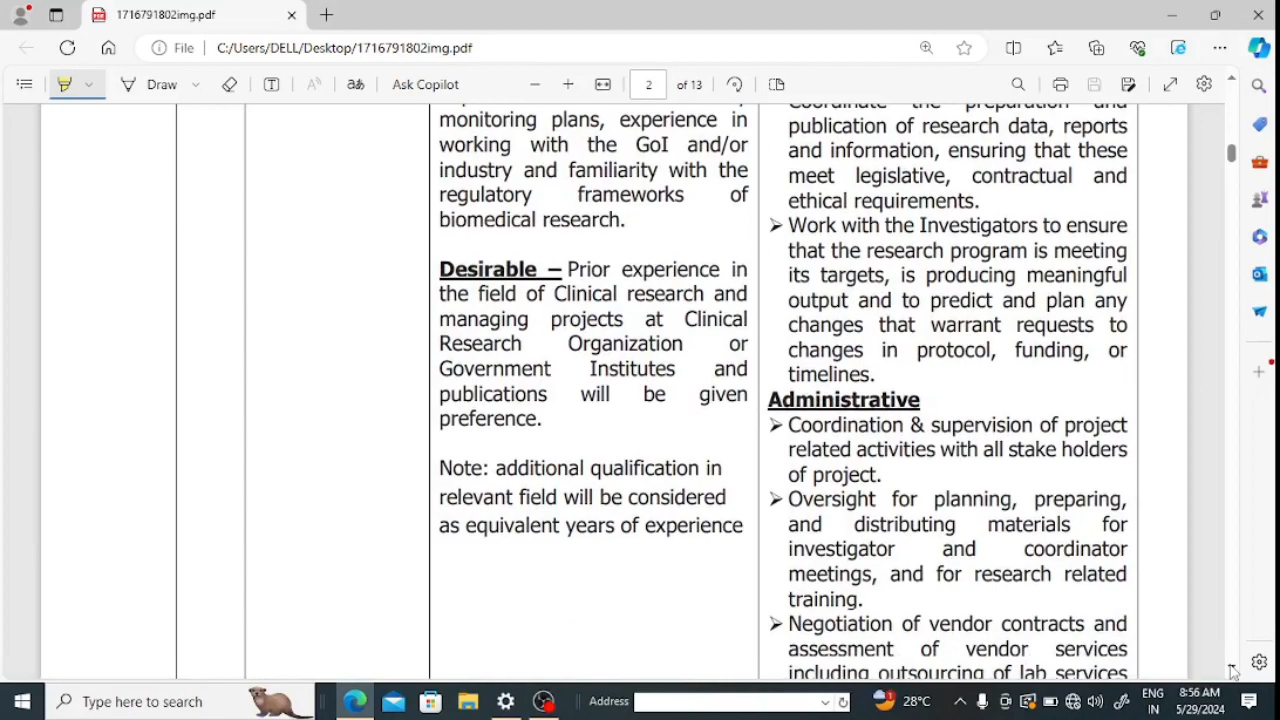 1716791802img.pdf
File
C:/Users/DELL/Desktop/1716791802img.pdf
Draw
Ask Copilot
2
of 13
monitoring plans, experience in
working with the GoI and/or
industry and familiarity with the
regulatory frameworks of
biomedical research.
Desirable – Prior experience in
the field of Clinical research and
managing projects at Clinical
Research Organization or
Government Institutes and
publications will be given
preference.
Note: additional qualification in
relevant field will be considered
as equivalent years of experience
Coordinate the preparation and
publication of research data, reports
and information, ensuring that these
meet legislative, contractual and
ethical requirements.
➢ Work with the Investigators to ensure
that the research program is meeting
its targets, is producing meaningful
output and to predict and plan any
changes that warrant requests to
changes in protocol, funding, or
timelines.
Administrative
➢ Coordination & supervision of project
related activities with all stake holders
of project.
➢ Oversight for planning, preparing,
and distributing materials for
investigator and coordinator
meetings, and for research related
training.
➢ Negotiation of vendor contracts and
assessment of vendor services
including outsourcing of lab services
Type here to search
Address
28°C
ENG
IN
8:56 AM
5/29/2024